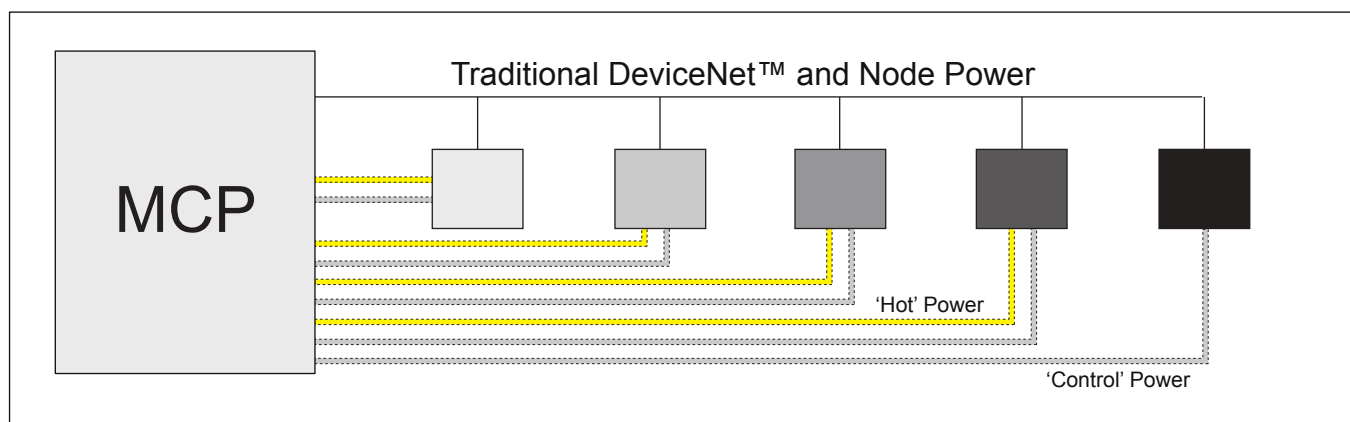 Traditional DeviceNet™ and Node Power
MCP
‘Hot’ Power
‘Control’ Power